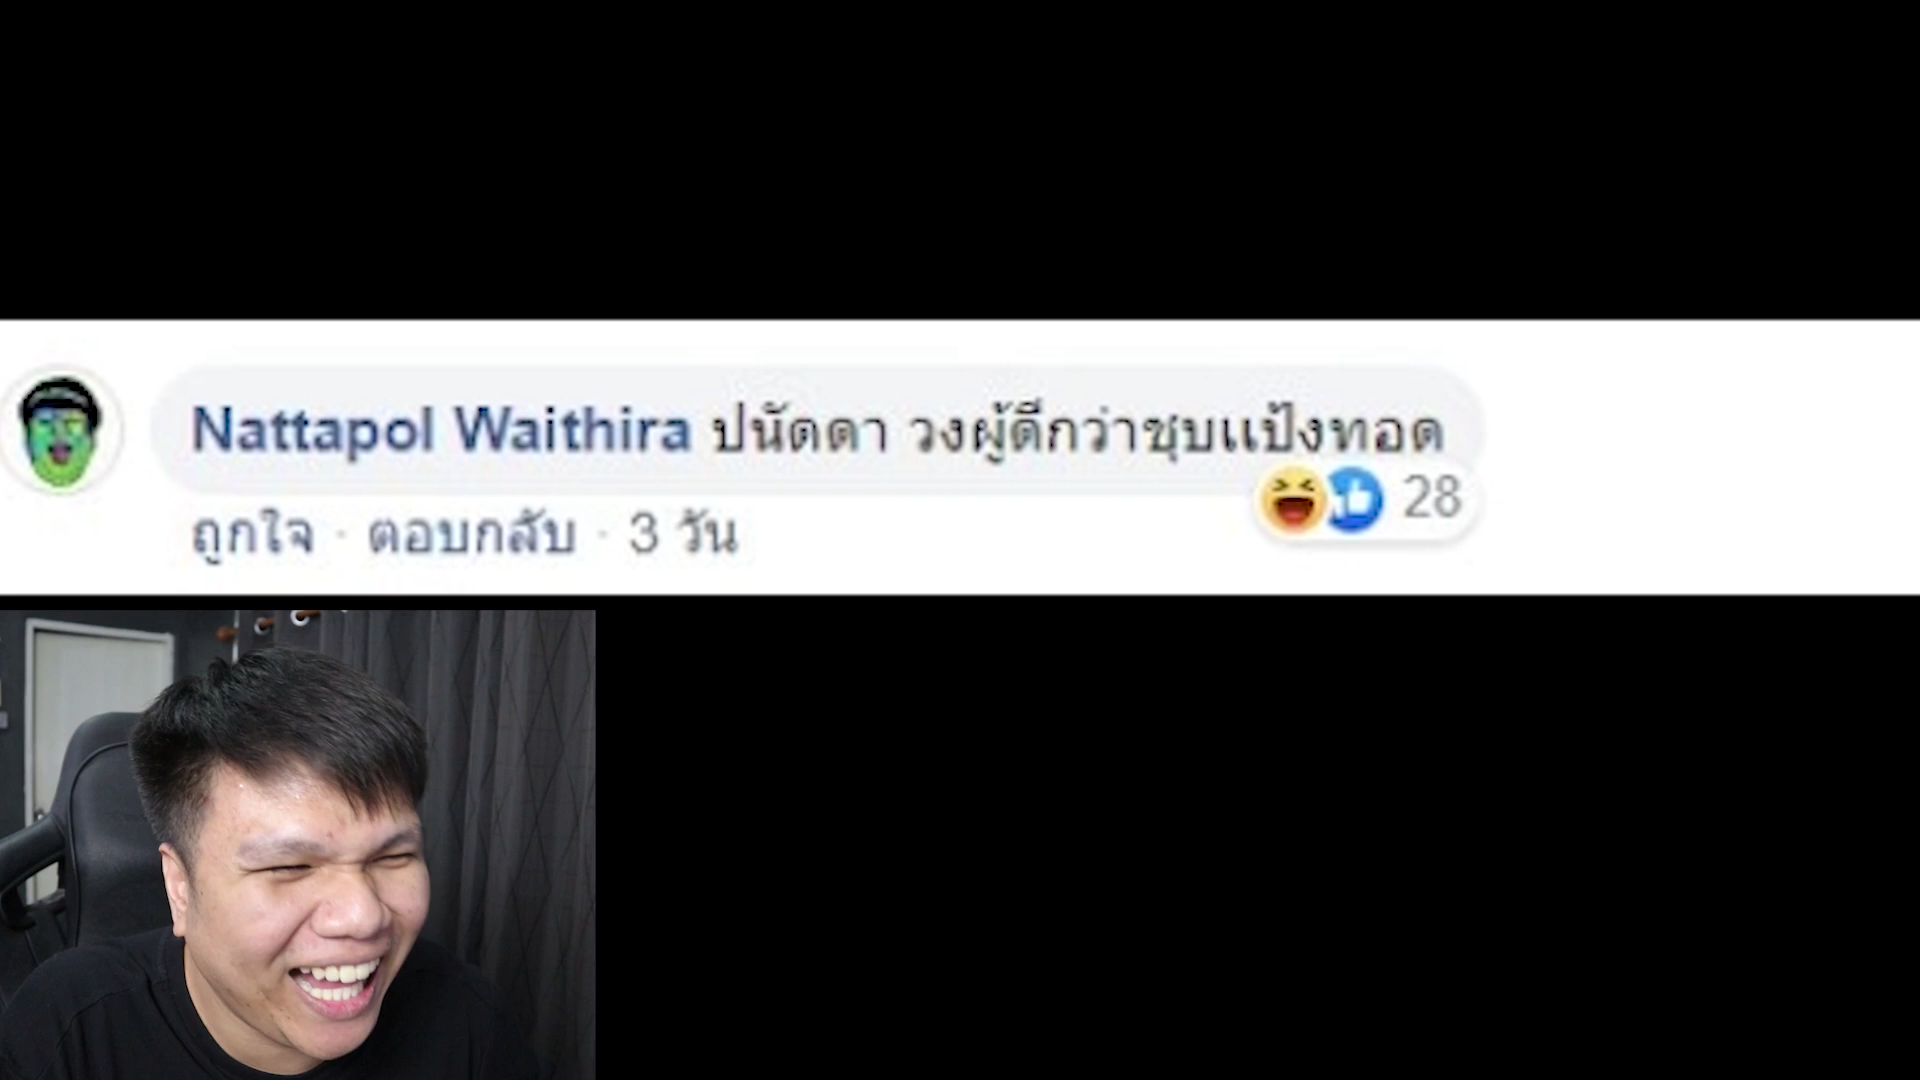 Nattapol Waithira ปนัดดา วงผู้ดีกว่าชุบแป้งทอด
28
ถูกใจ · ตอบกลับ · 3 วัน